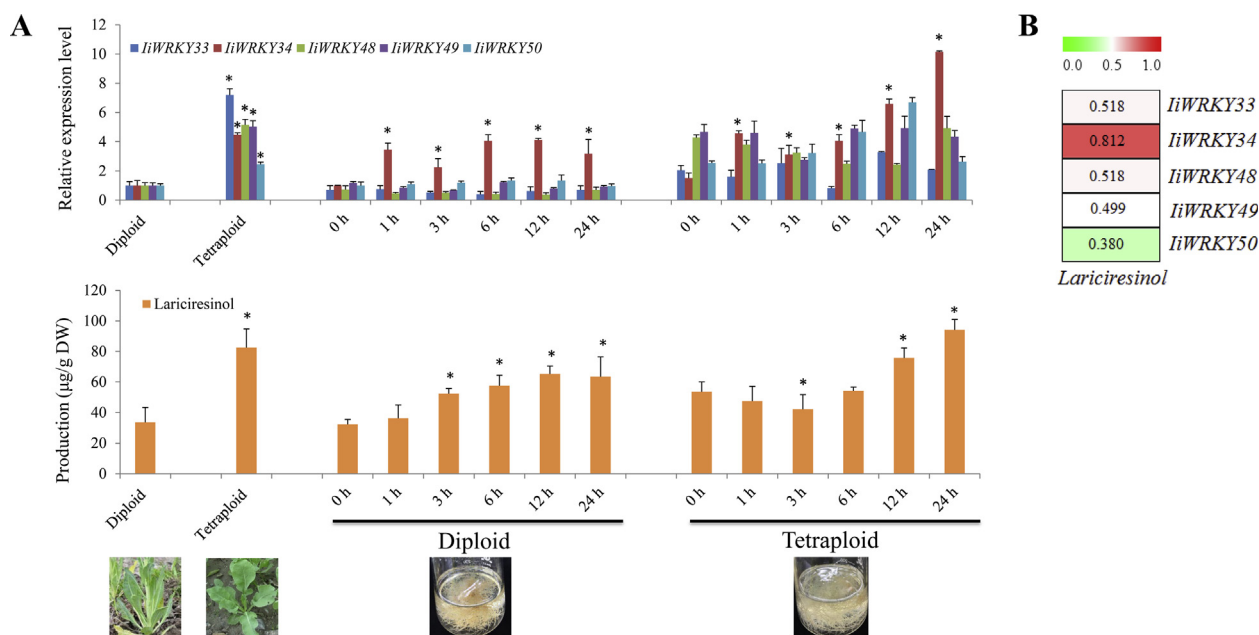 A
Relative expression level
12
10
8
6
4
2
0
IiWRKY33 IiWRKY34 IiWRKY48 IiWRKY49 IiWRKY50
* * * * * * * * * * * * * * *
Diploid Tetraploid 0 h 1 h 3 h 6 h 12 h 24 h 0 h 1 h 3 h 6 h 12 h 24 h
Production (µg/g DW)
120
100
80
60
40
20
0
Lariciresinol
* * * * * * * *
Diploid Tetraploid 0 h 1 h 3 h 6 h 12 h 24 h 0 h 1 h 3 h 6 h 12 h 24 h
Diploid Tetraploid
B
0.0 0.5 1.0
0.518 IiWRKY33
0.812 IiWRKY34
0.518 IiWRKY48
0.499 IiWRKY49
0.380 IiWRKY50
Lariciresinol